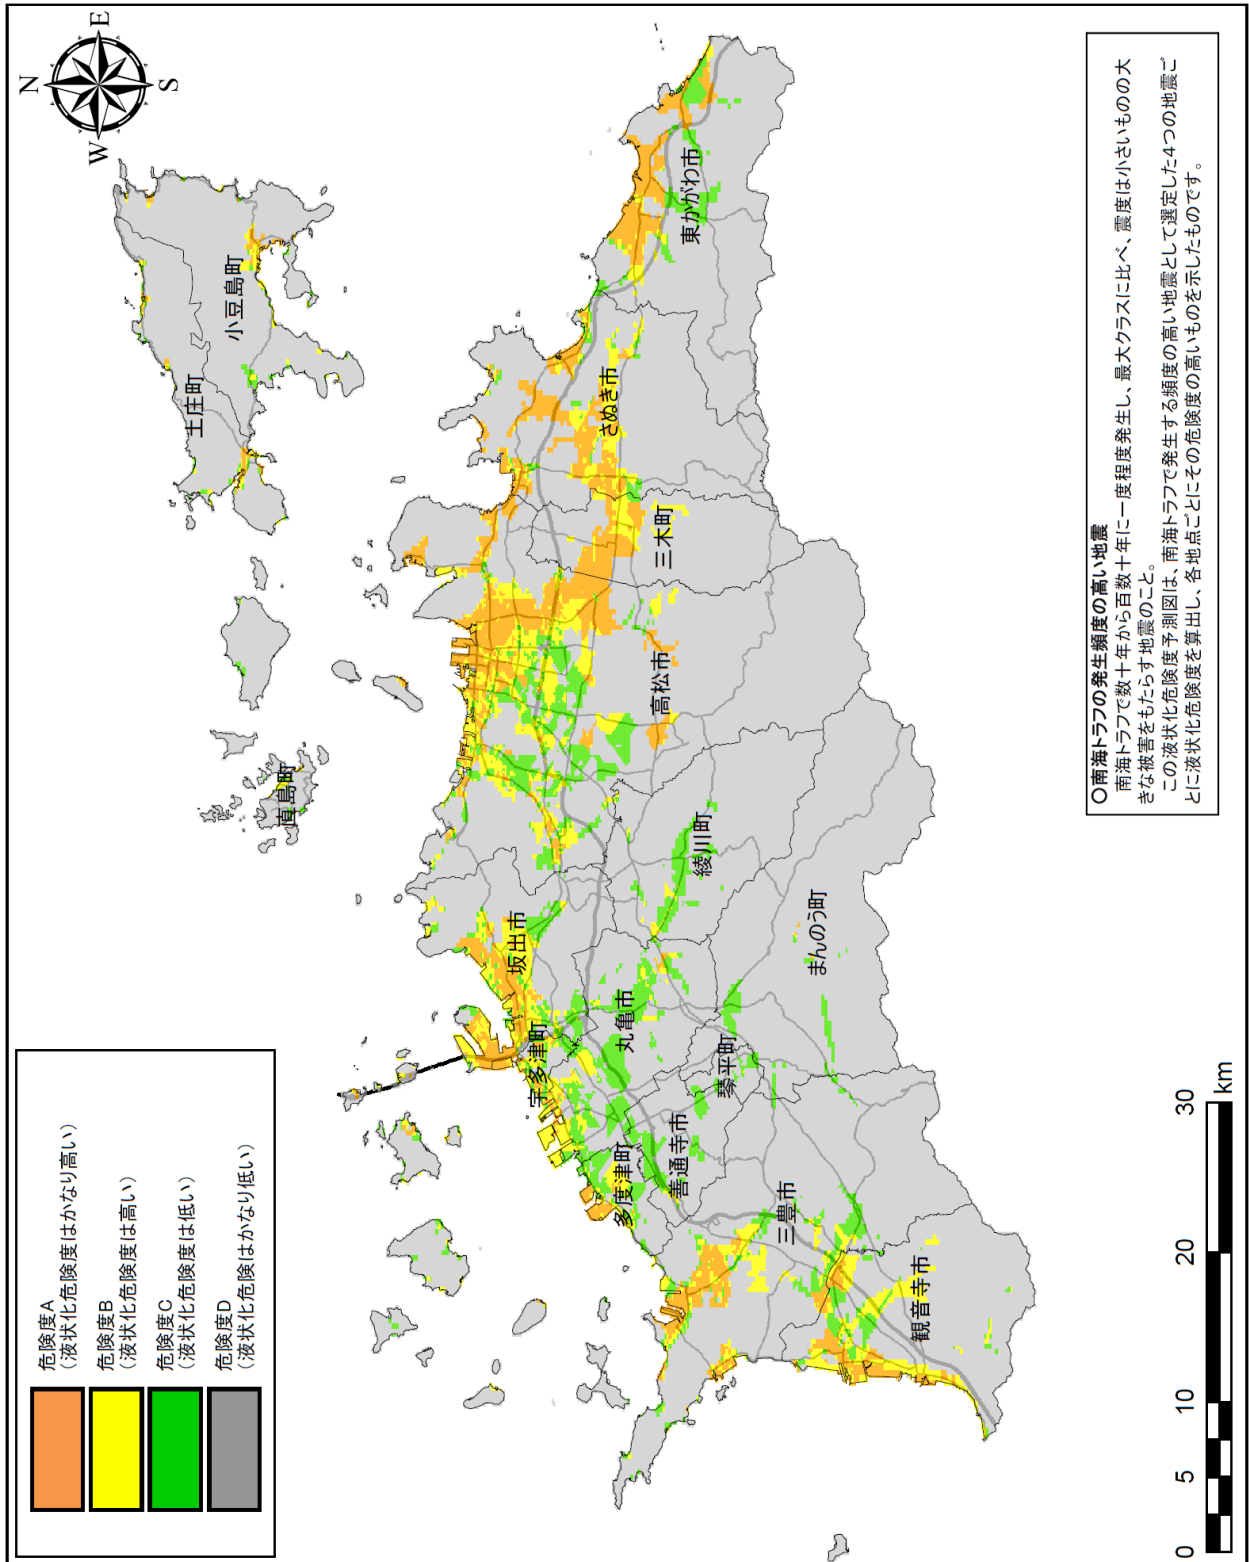 危険度A
(液状化危険度はかなり高い)
危険度B
(液状化危険度は高い)
危険度C
(液状化危険度は低い)
危険度D
(液状化危険はかなり低い)
N
E
S
W
土庄町
小豆島町
直島町
東かがわ市
さぬき市
三木町
高松市
綾川町
坂出市
宇多津町
丸亀市
まんのう町
琴平町
善通寺市
多度津町
三豊市
観音寺市
0 5 10 20 30
km
〇南海トラフの発生頻度の高い地震
南海トラフで数十年から百数十年に一度程度発生し、最大クラスに比べ、震度は小さいものの大
きな被害をもたらす地震のこと。
この液状化危険度予測図は、南海トラフで発生する頻度の高い地震として選定した4つの地震ご
とに液状化危険度を算出し、各地点ごとにその危険度の高いものを示したものです。